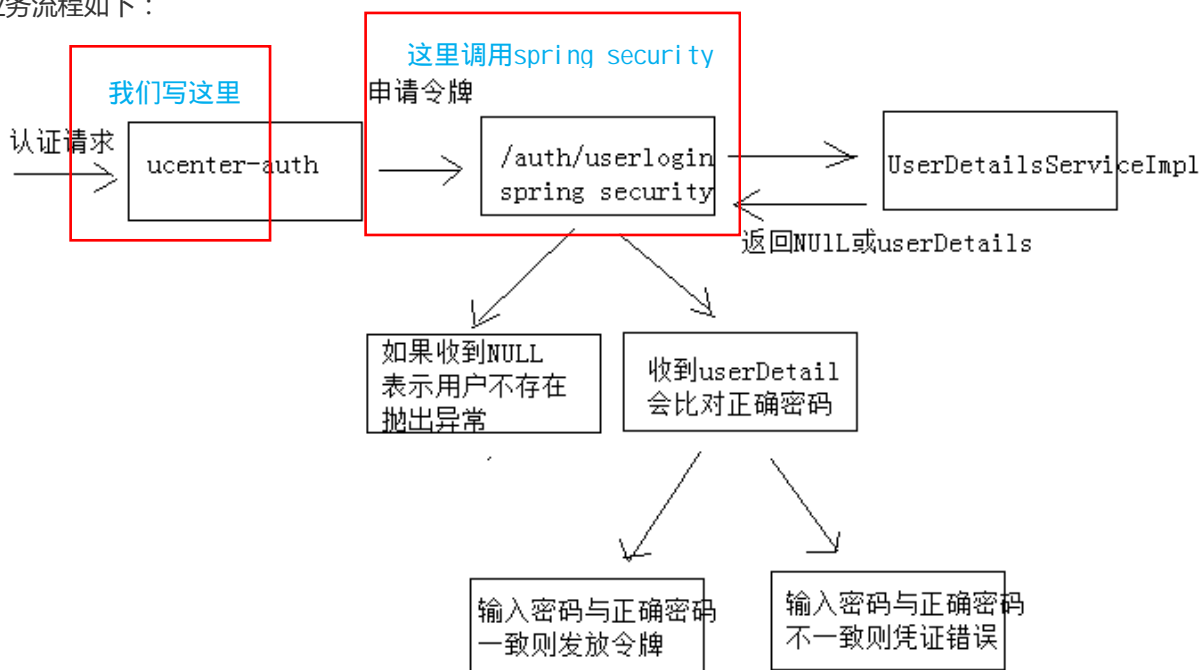 业务流程如下：
这里调用spring security
我们写这里
申请令牌
认证请求
ucenter-auth
/auth/userlogin
spring security
UserDetailsServiceImpl
返回NUlL或userDetails
如果收到NULL
表示用户不存在
抛出异常
收到userDetail
会比对正确密码
输入密码与正确密码
一致则发放令牌
输入密码与正确密码
不一致则凭证错误